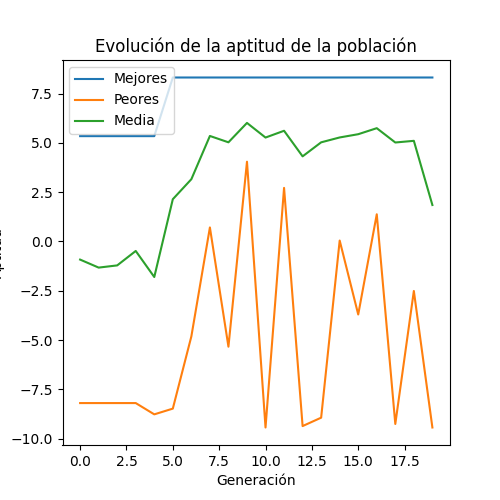 Evolución de la aptitud de la población
Mejores
Peores
Media
7.5
5.0
2.5
0.0
−2.5
−5.0
−7.5
−10.0
0.0 2.5 5.0 7.5 10.0 12.5 15.0 17.5
Generación